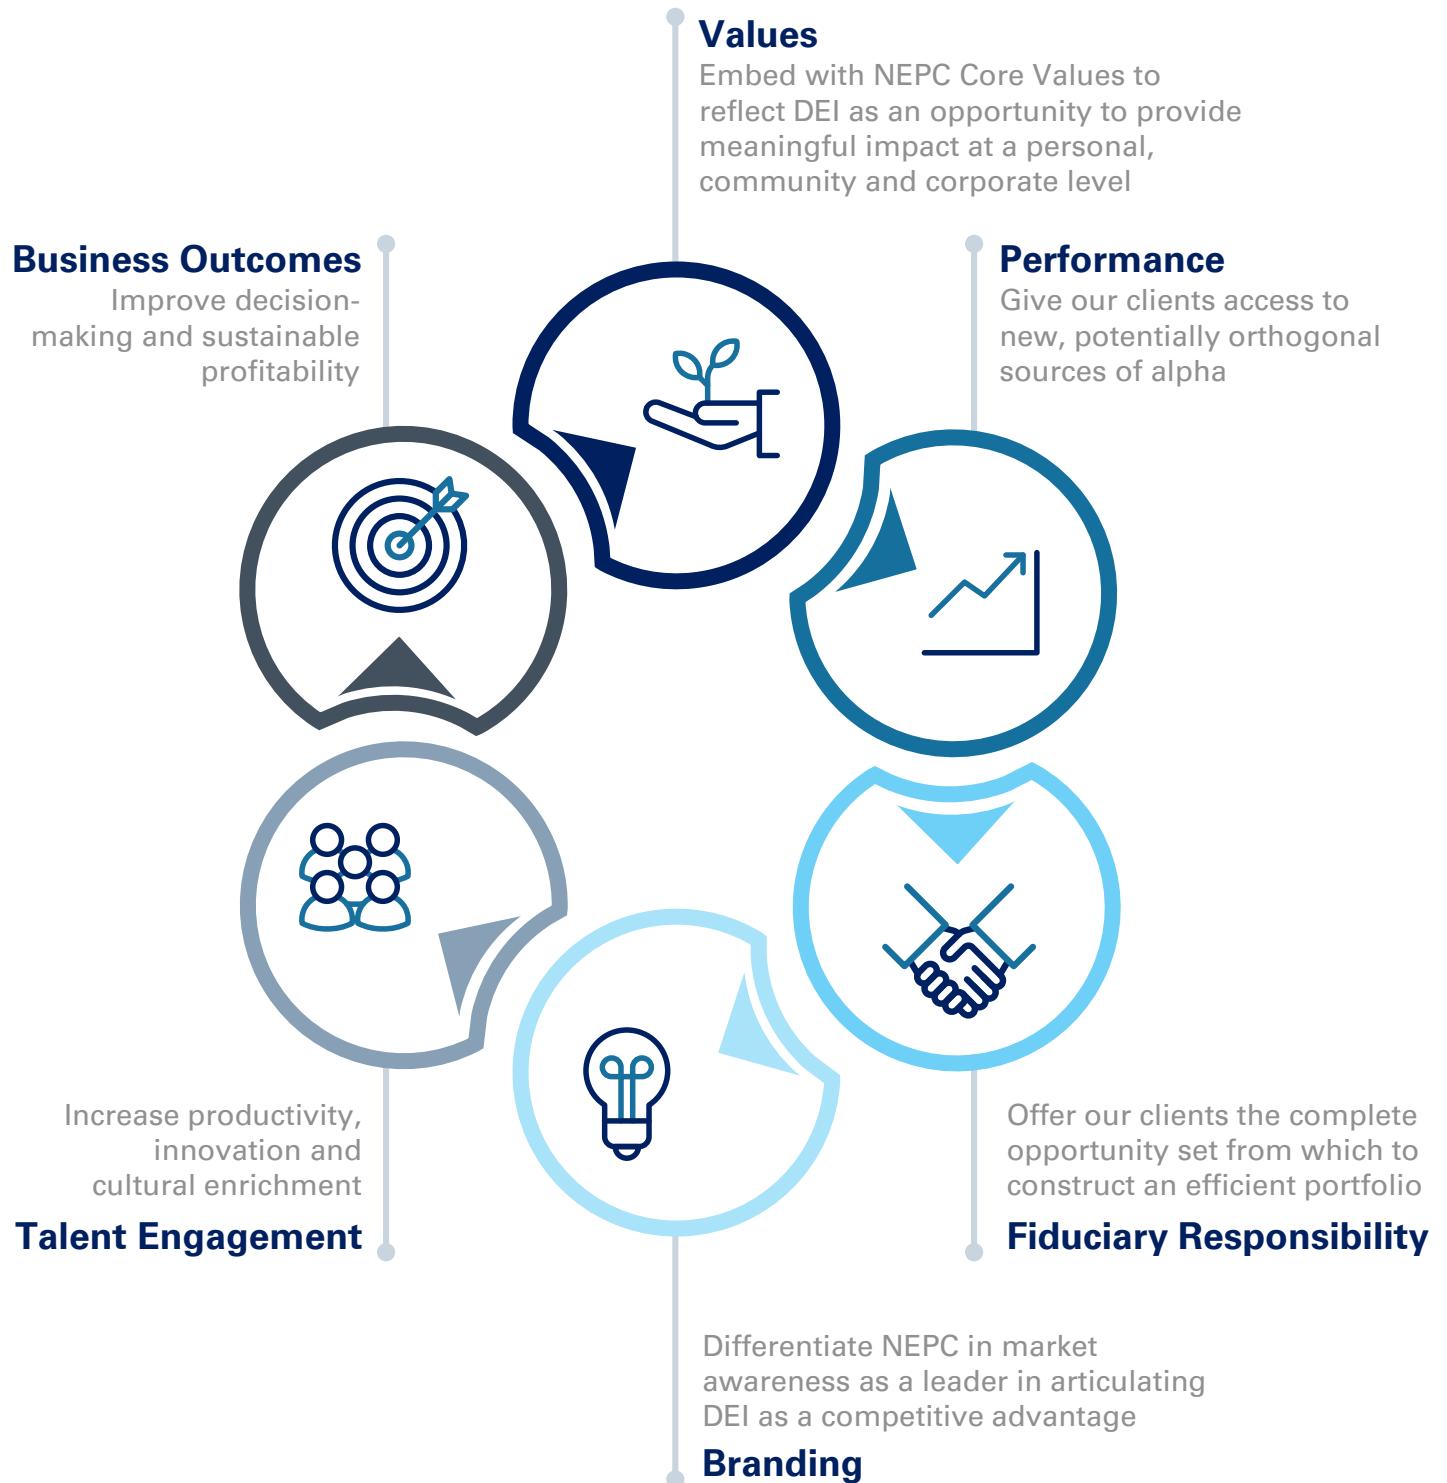 Values
Embed with NEPC Core Values to
reflect DEI as an opportunity to provide
meaningful impact at a personal,
community and corporate level
Business Outcomes
Improve decision-
making and sustainable
profitability
Performance
Give our clients access to
new, potentially orthogonal
sources of alpha
Increase productivity,
innovation and
cultural enrichment
Talent Engagement
Offer our clients the complete
opportunity set from which to
construct an efficient portfolio
Fiduciary Responsibility
Differentiate NEPC in market
awareness as a leader in articulating
DEI as a competitive advantage
Branding